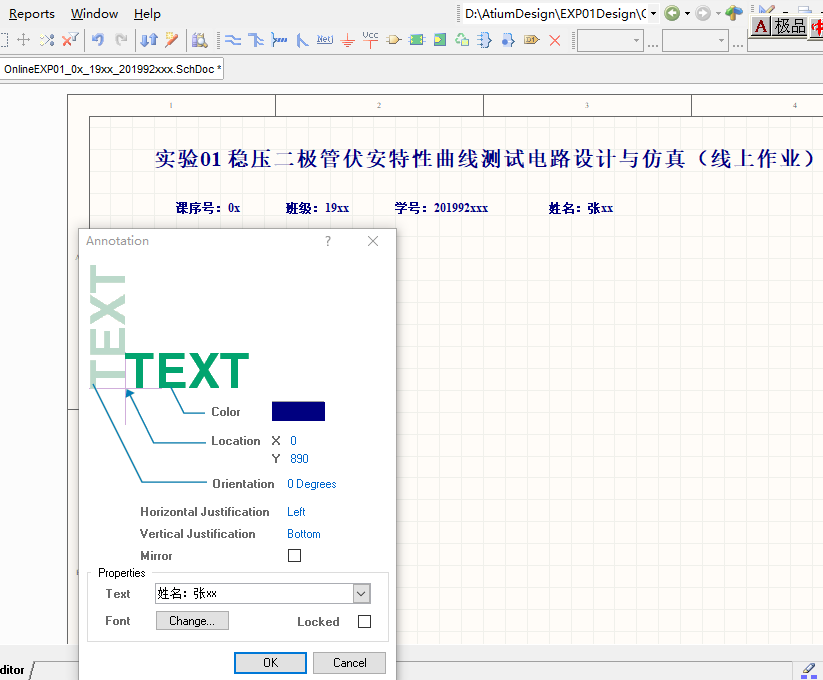 Reports Window Help D:\AtiumDesign\EXP01Design\
A 极品
Net Vcc D1
OnlineEXP01_0x_19xx_201992xxx.SchDoc *
1 2 3 4
实验01 稳压二极管伏安特性曲线测试电路设计与仿真（线上作业）
课序号：0x 班级：19xx 学号：201992xxx 姓名：张xx
Annotation ?
TEXT
TEXT
Color
Location X 0
Y 890
Orientation 0 Degrees
Horizontal Justification Left
Vertical Justification Bottom
Mirror
Properties
Text 姓名：张xx
Font Change... Locked
OK Cancel
ditor